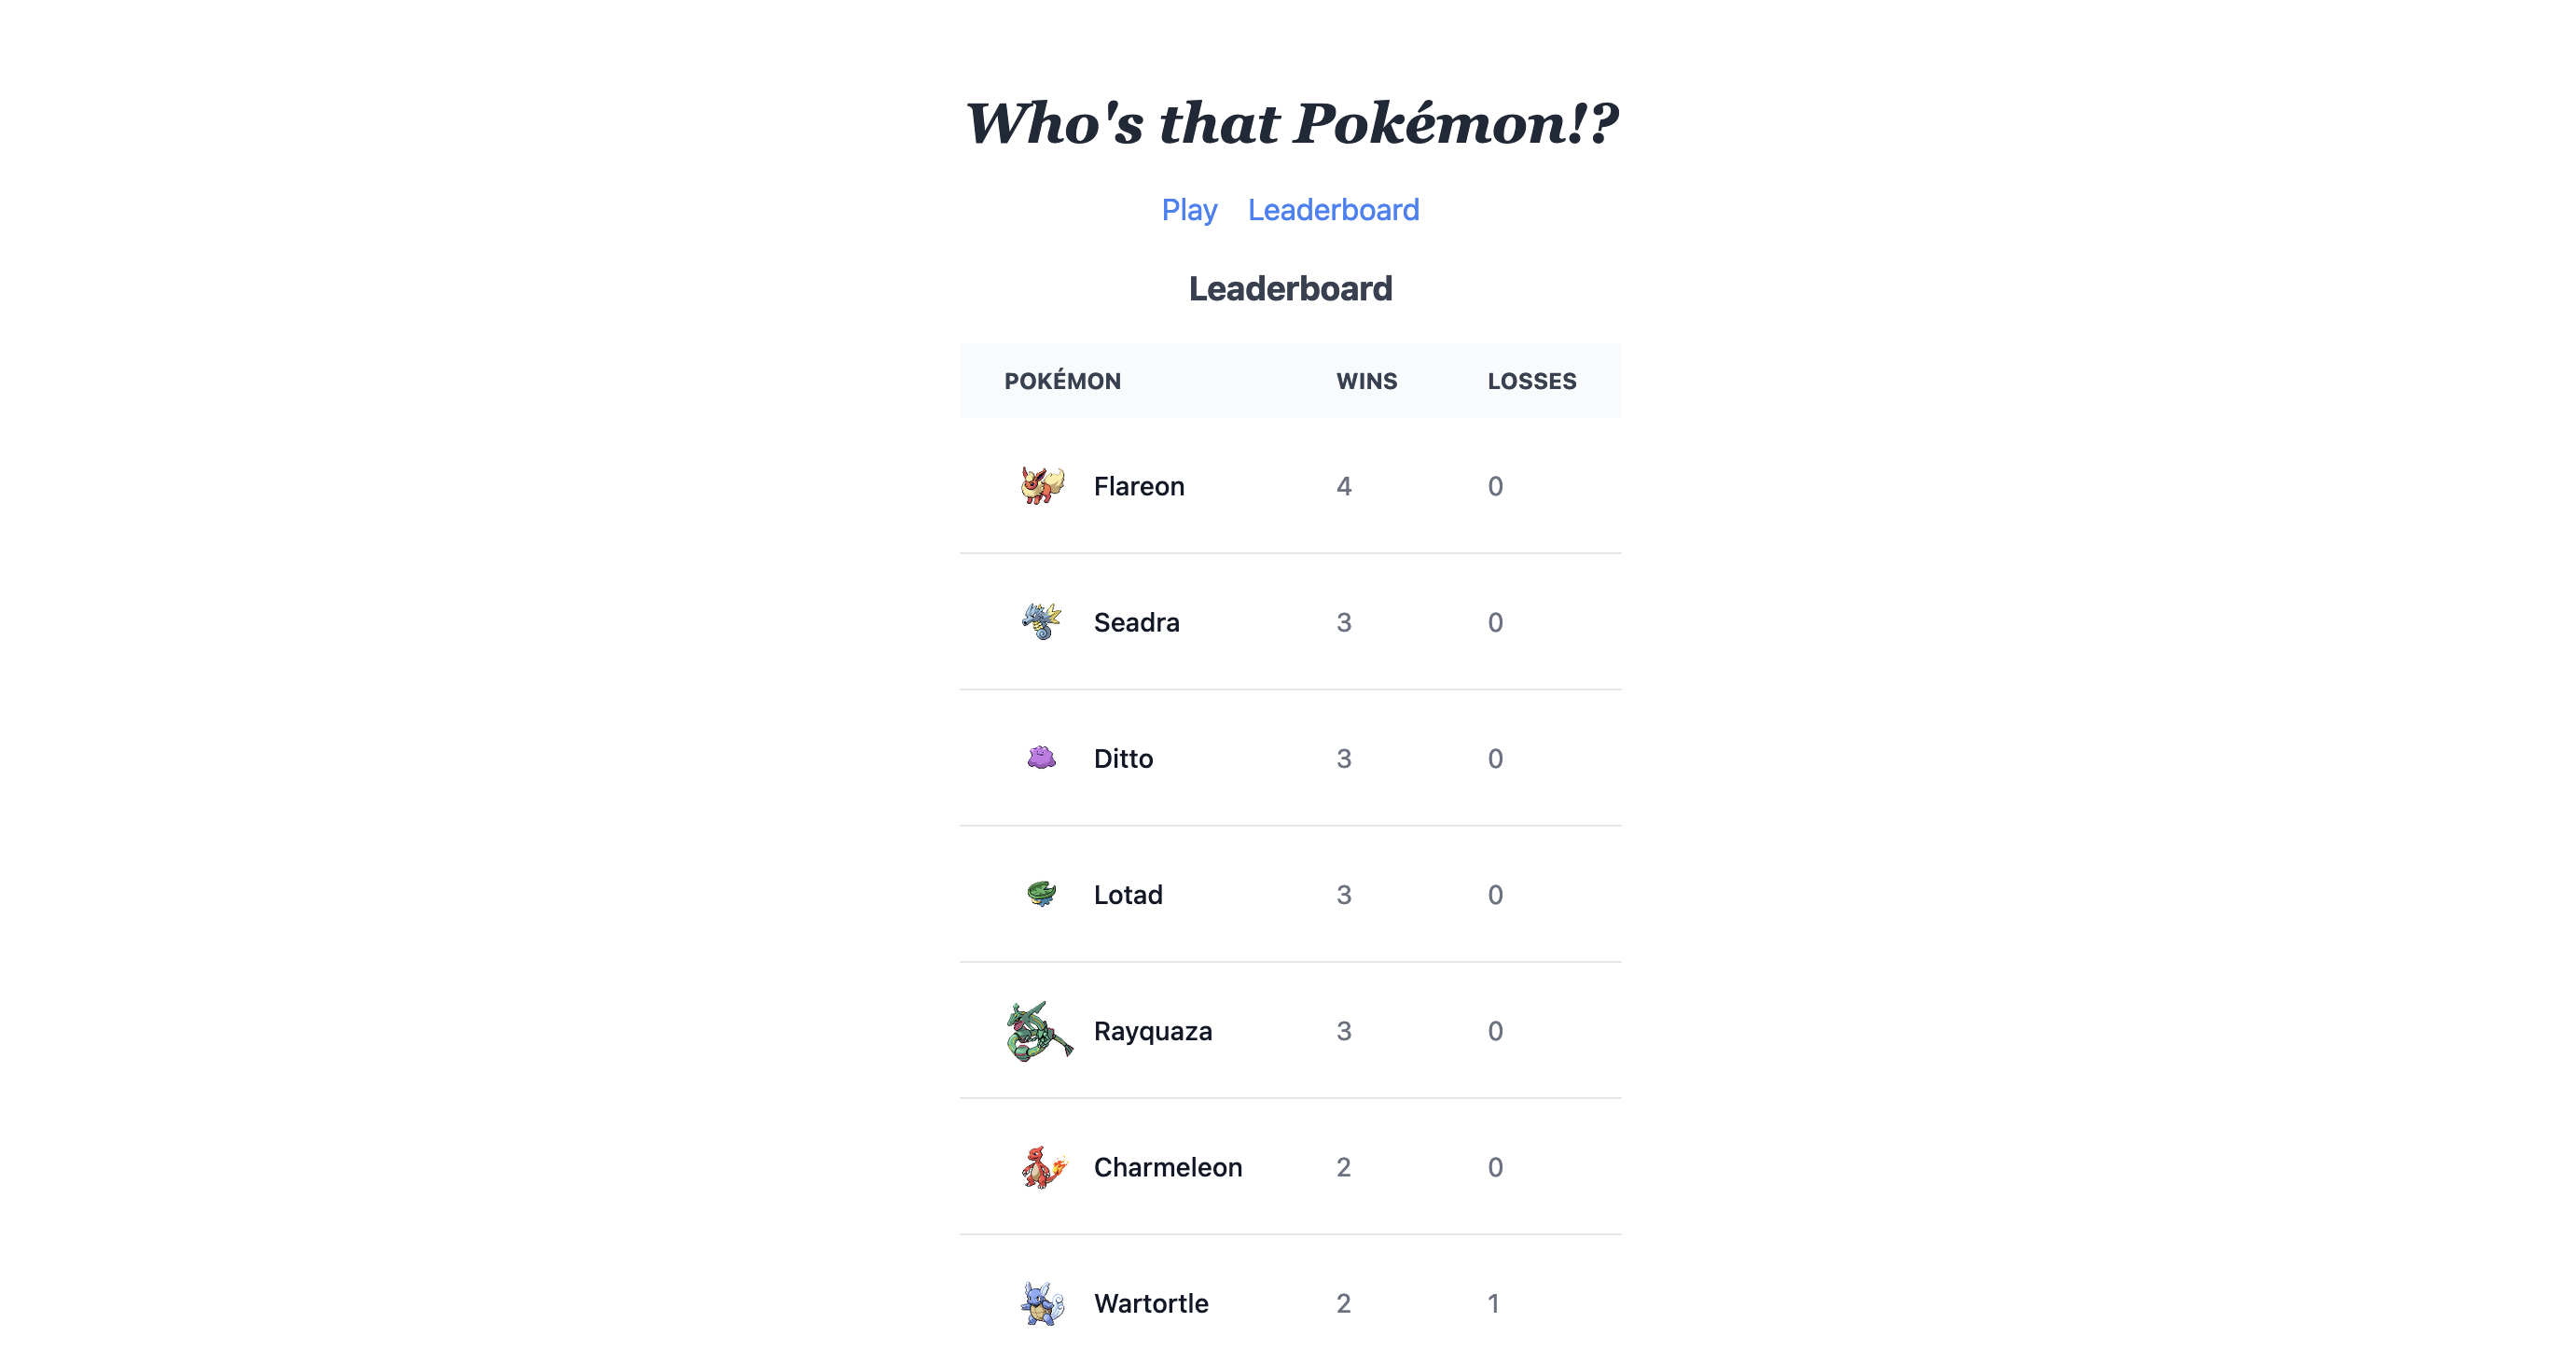 Who's that Pokémon!?
Play Leaderboard
Leaderboard
POKÉMON WINS LOSSES
Flareon 4 0
Seadra 3 0
Ditto 3 0
Lotad 3 0
Rayquaza 3 0
Charmeleon 2 0
Wartortle 2 1